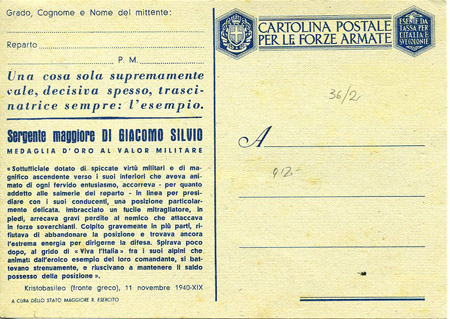 Grado, Cognome e Nome del mittente:
Reparto
P. M.
Una cosa sola supremamente
vale, decisiva spesso, trasci-
natrice sempre: l'esempio.
Sergente maggiore DI GIACOMO SILVIO
MEDAGLIA D'ORO AL VALOR MILITARE
«Sottufficiale dotato di spiccate virtù militari e di ma-
gnifico ascendente verso i suoi inferiori che aveva ani-
mato di ogni fervido entusiasmo, accorreva - per quanto
addetto alle salmerie del reparto - in linea per presi-
diare con i suoi conducenti, una posizione particolar-
mente delicata. Imbracciato un fucile mitragliatore, in
piedi, arrecava gravi perdite al nemico che attaccava
in forze soverchianti. Colpito gravemente in più parti, ri-
fiutava di abbandonare la posizione e trovava ancora
l'estrema energia per dirigerne la difesa. Spirava poco
dopo, al grido di «Viva l'Italia» fra i suoi alpini che
animati dall'eroico esempio del loro comandante, si bat-
tevano strenuamente, e riuscivano a mantenere il saldo
possesso della posizione».
Kristobasileo (fronte greco), 11 novembre 1940-XIX
A CURA DELLO STATO MAGGIORE R. ESERCITO
CARTOLINA POSTALE
PER LE FORZE ARMATE
ESENTE DA
TASSA PER
L'ITALIA E
SVE COLONIE
36/2
A